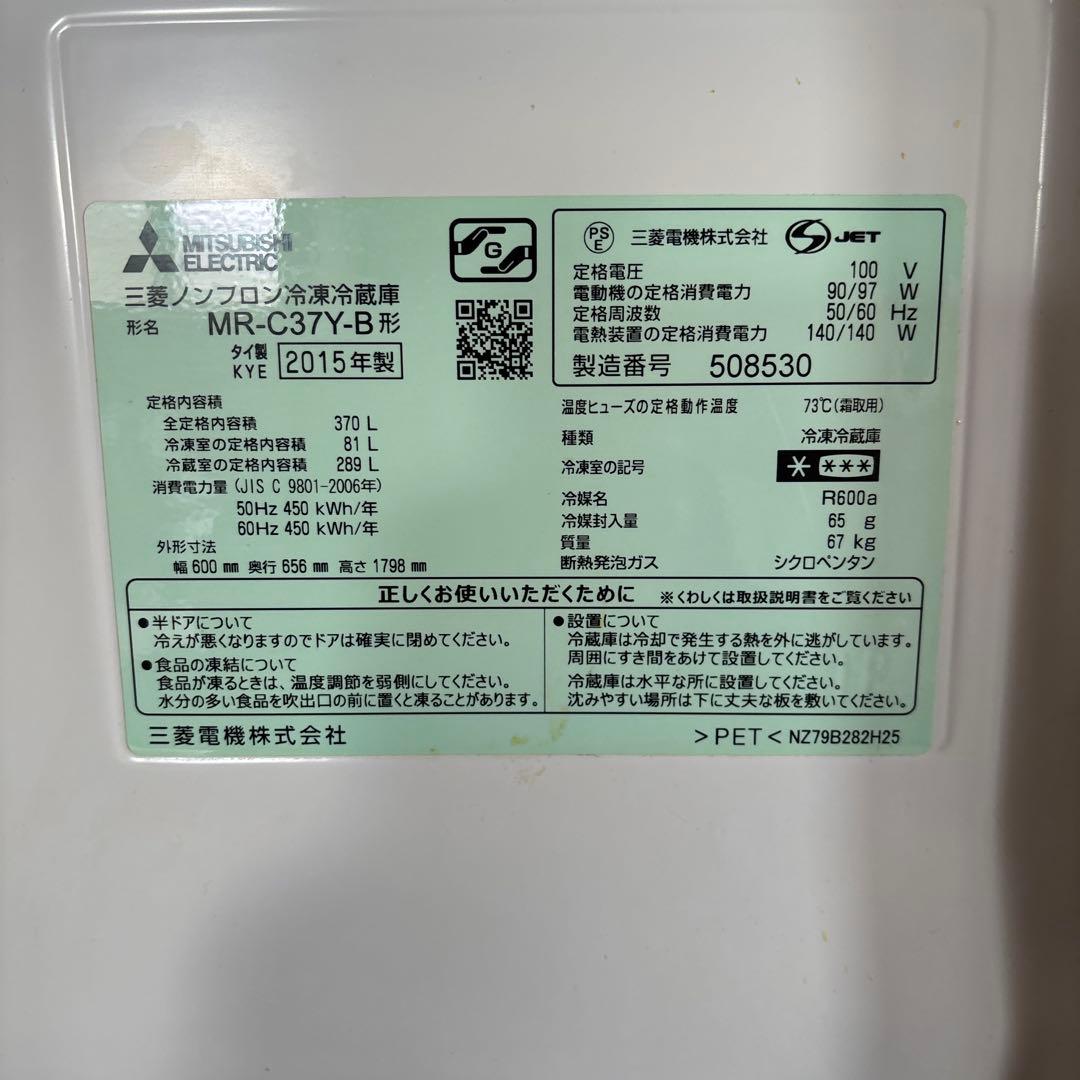 MITSUBISHI
ELECTRIC
G
三菱ノンフロン冷凍冷蔵庫
形名 MR-C37Y-B形
タイ製
KYE
2015年製
PS
E
三菱電機株式会社
S JET
定格電圧 100 V
電動機の定格消費電力 90/97 W
定格周波数 50/60 Hz
電熱装置の定格消費電力 140/140 W
製造番号 508530
定格内容積
全定格内容積 370 L
冷凍室の定格内容積 81 L
冷蔵室の定格内容積 289 L
消費電力量 (JIS C 9801-2006年)
50Hz 450 kWh/年
60Hz 450 kWh/年
外形寸法
幅 600 mm 奥行 656 mm 高さ 1798 mm
温度ヒューズの定格動作温度 73℃(霜取用)
種類 冷凍冷蔵庫
冷凍室の記号 * ***
冷媒名 R600a
冷媒封入量 65 g
質量 67 kg
断熱発泡ガス シクロペンタン
正しくお使いいただくために ※くわしくは取扱説明書をご覧ください
●半ドアについて
冷えが悪くなりますのでドアは確実に閉めてください。
●食品の凍結について
食品が凍るときは、温度調節を弱側にしてください。
水分の多い食品を吹出口の前に置くと凍ることがあります。
●設置について
冷蔵庫は冷却で発生する熱を外に逃がしています。
周囲にすき間をあけて設置してください。
冷蔵庫は水平な所に設置してください。
沈みやすい場所は下に丈夫な板を敷いてください。
三菱電機株式会社
>PET< NZ79B282H25